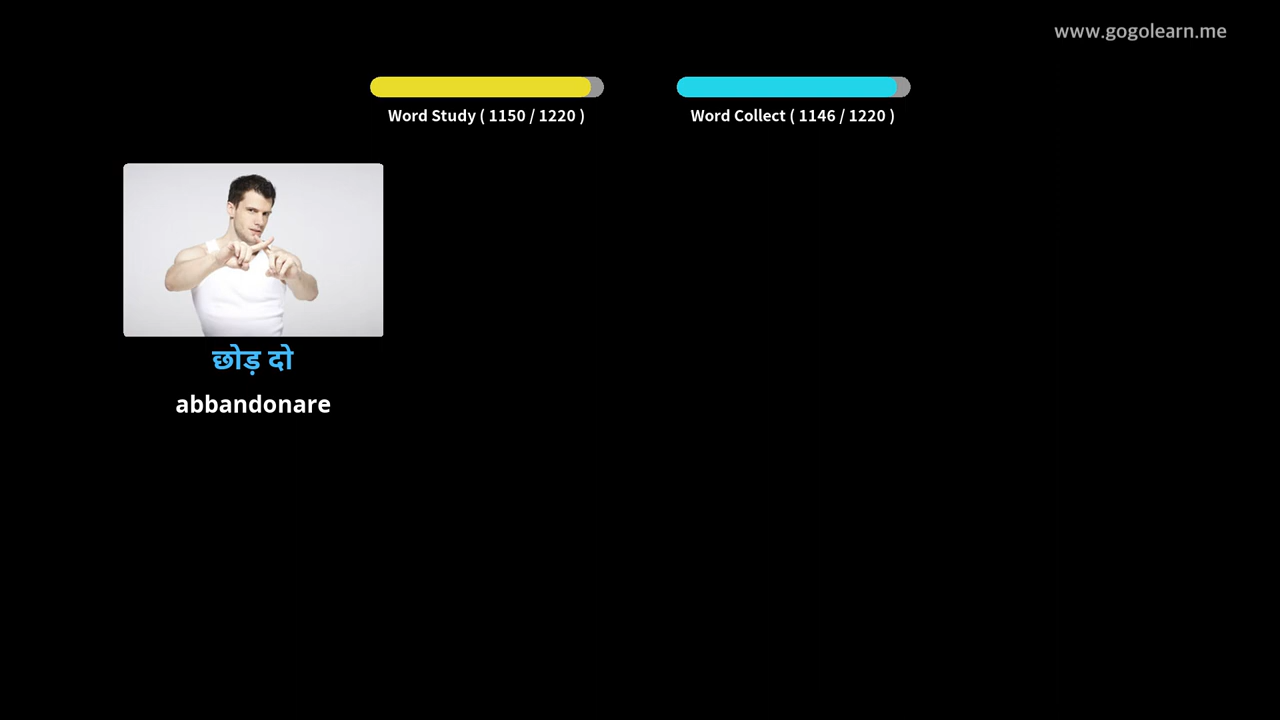 www.gogolearn.me
Word Study ( 1150 / 1220 )
Word Collect ( 1146 / 1220 )
छोड़ दो
abbandonare